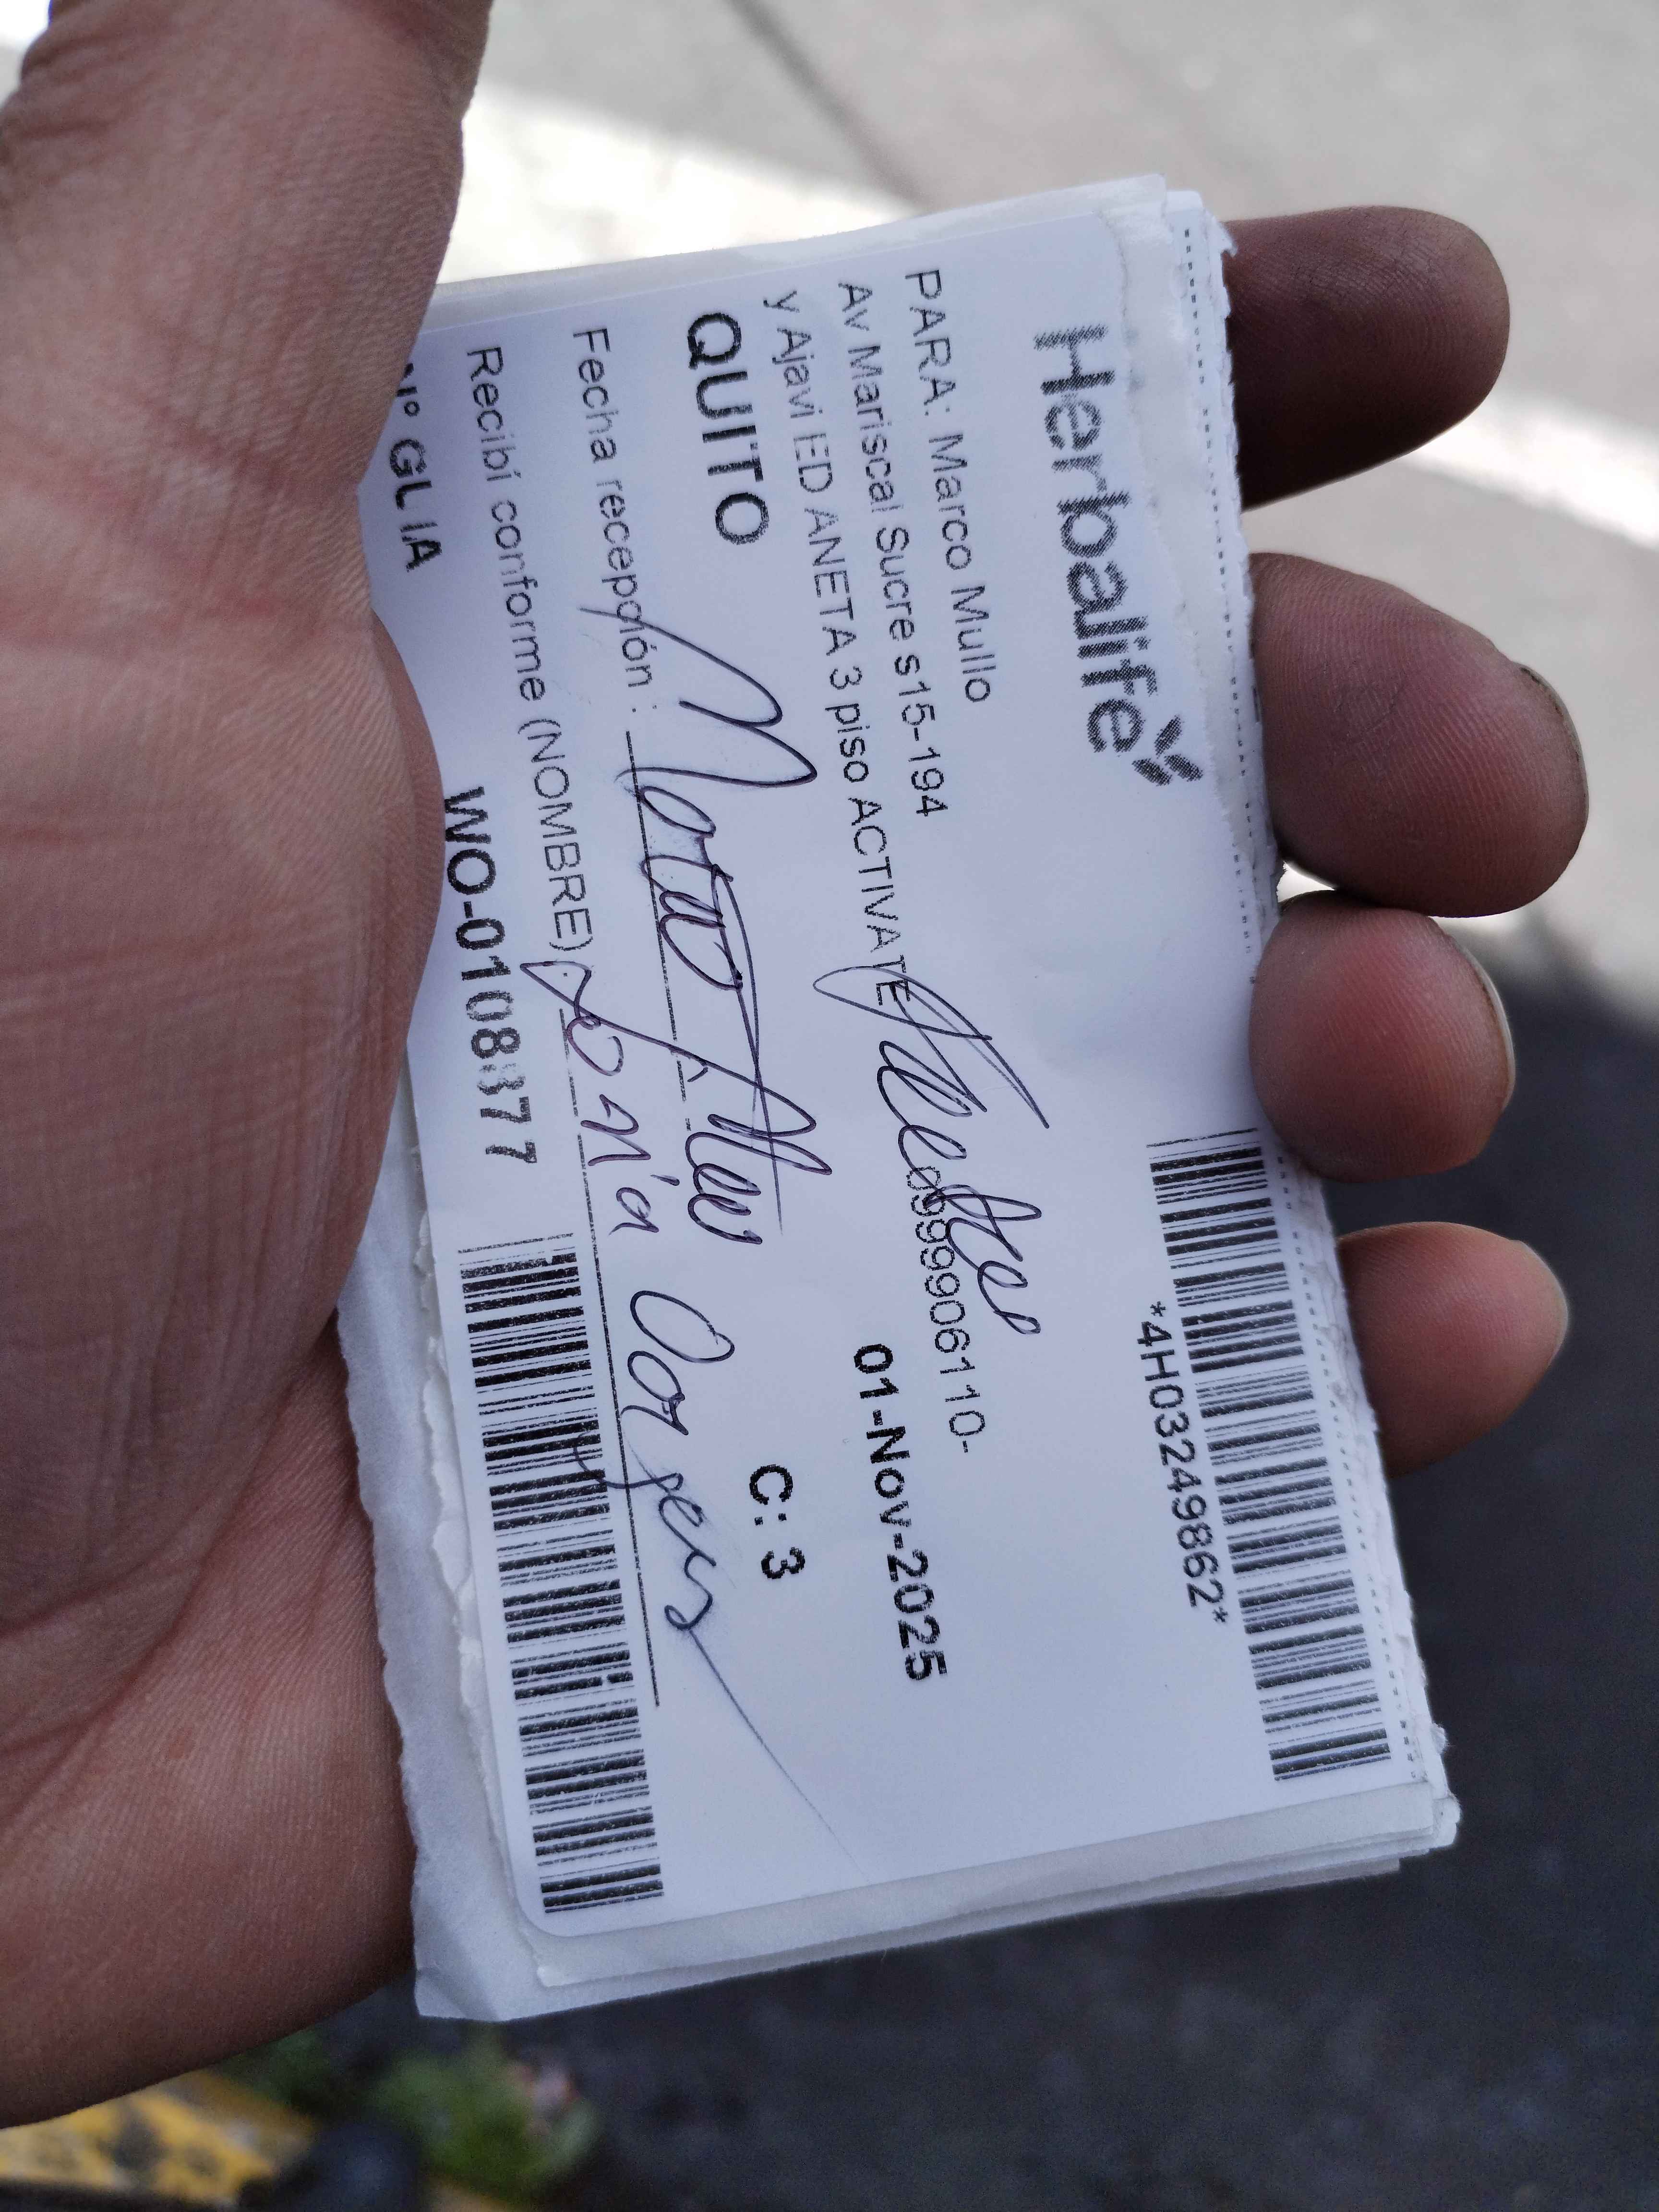 Herbalife
*4H03249862*
PARA: Marco Mullo
Av Mariscal Sucre s15-194
y Ajavi ED ANETA 3 piso ACTIVATE
0999906110-
01-Nov-2025
QUITO
C: 3
Fecha recepción :
Recibí conforme (NOMBRE)
N° GL IA
WO-0108877